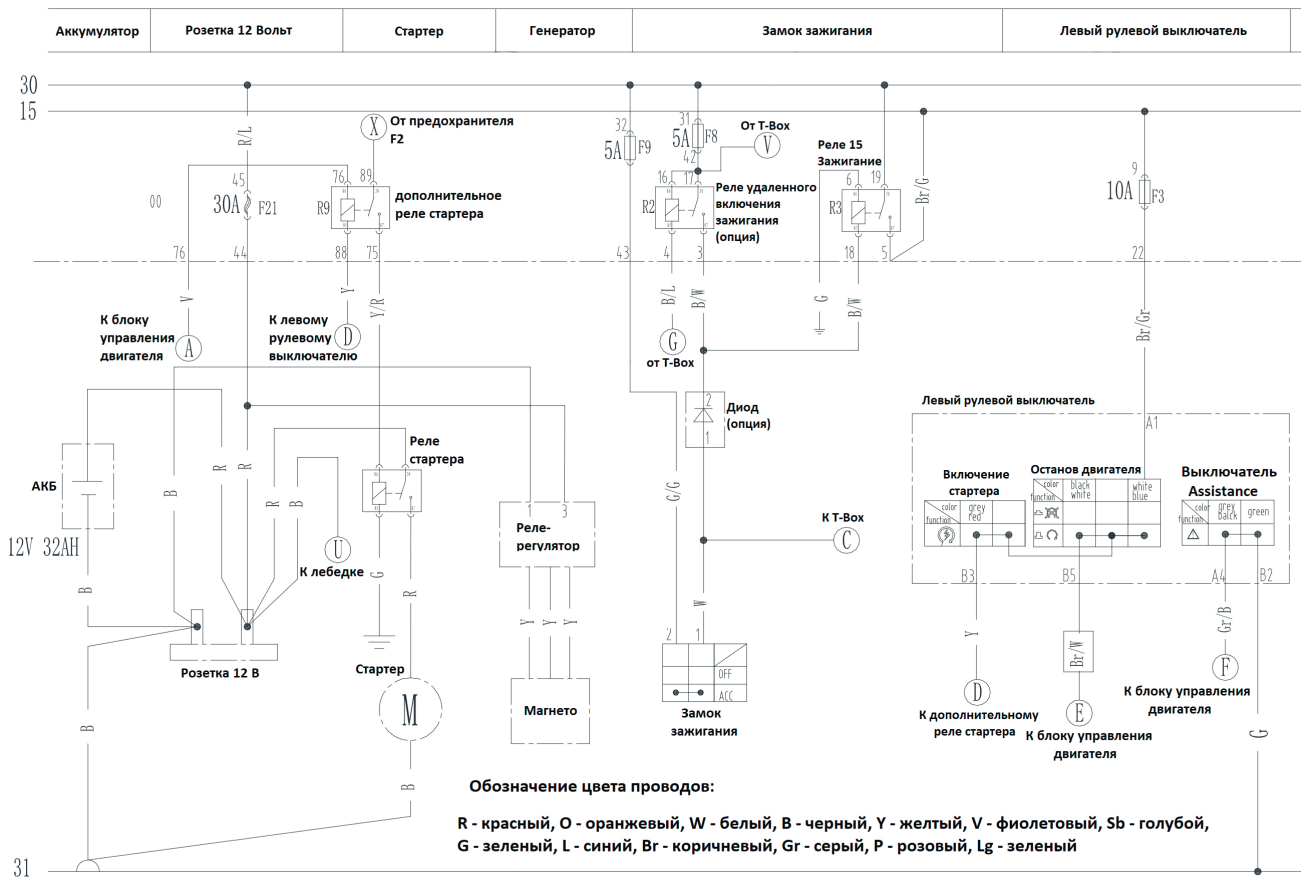 Аккумулятор
Розетка 12 Вольт
Стартер
Генератор
Замок зажигания
Левый рулевой выключатель
30
15
R/L
X
От предохранителя
F2
76
89
45
30A
F21
R9
дополнительное
реле стартера
00
76
44
88
75
V
Y
Y/R
К блоку
управления
двигателя
A
К левому
рулевому
выключателю
D
32
5A
F9
31
5A
F8
42
От T-Box
V
16
17
R2
Реле удаленного
включения
зажигания
(опция)
Реле 15
Зажигание
6
19
R3
Br/G
43
4
3
18
5
B/L
B/W
G
B/W
G
от T-Box
9
10A
F3
22
Br/Gr
2
1
Диод
(опция)
G/G
К T-Box
C
W
2
1
OFF
ACC
Замок
зажигания
АКБ
12V 32AH
B
B
R
R
R
B
B
U
К лебедке
Розетка 12 В
Реле
стартера
G
R
Стартер
M
B
1
3
Реле-
регулятор
Y
Y
Y
Магнето
Левый рулевой выключатель
A1
Включение
стартера
color
function
grey
red
Останов двигателя
color
function
black
white
white
blue
Выключатель
Assistance
color
function
grey
balck
green
B3
B5
A4
B2
Y
Br/W
Gr/B
G
D
К дополнительному
реле стартера
E
К блоку управления
двигателя
F
К блоку управления
двигателя
Обозначение цвета проводов:
R - красный, O - оранжевый, W - белый, B - черный, Y - желтый, V - фиолетовый, Sb - голубой,
G - зеленый, L - синий, Br - коричневый, Gr - серый, P - розовый, Lg - зеленый
31